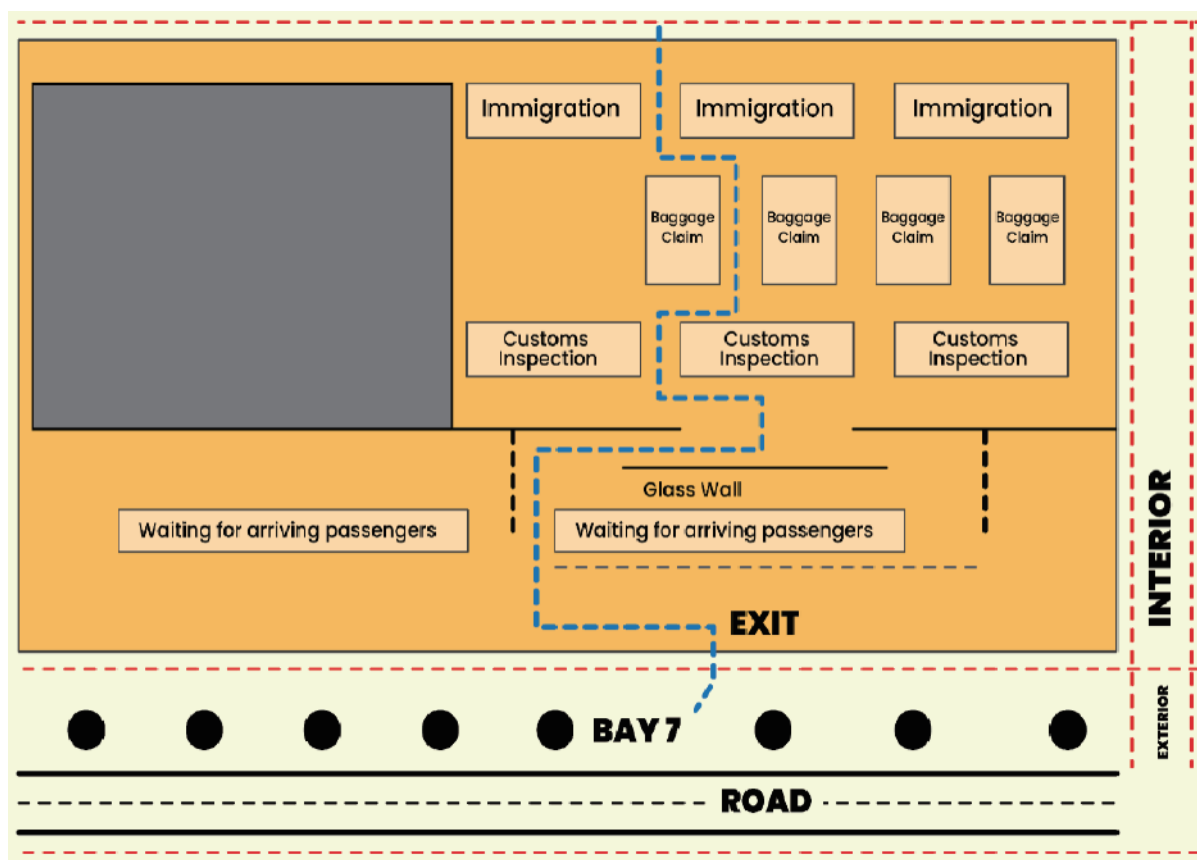 Immigration
Immigration
Immigration
Baggage
Claim
Baggage
Claim
Baggage
Claim
Baggage
Claim
Customs
Inspection
Customs
Inspection
Customs
Inspection
Glass Wall
Waiting for arriving passengers
Waiting for arriving passengers
EXIT
INTERIOR
EXTERIOR
BAY 7
ROAD